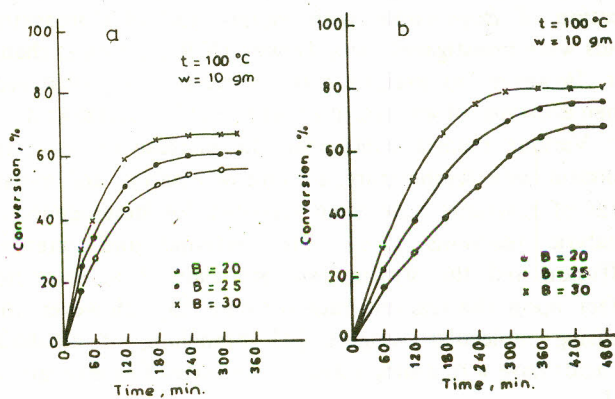 a
t = 100 °C
w = 10 gm
100
80
60
40
20
0
Conversion, %
B = 20
B = 25
× B = 30
0 60 120 180 240 300 360
Time, min.
b
t = 100 °C
w = 10 gm
100
80
60
40
20
0
Conversion, %
B = 20
B = 25
× B = 30
0 60 120 180 240 300 360 420 480
Time, min.